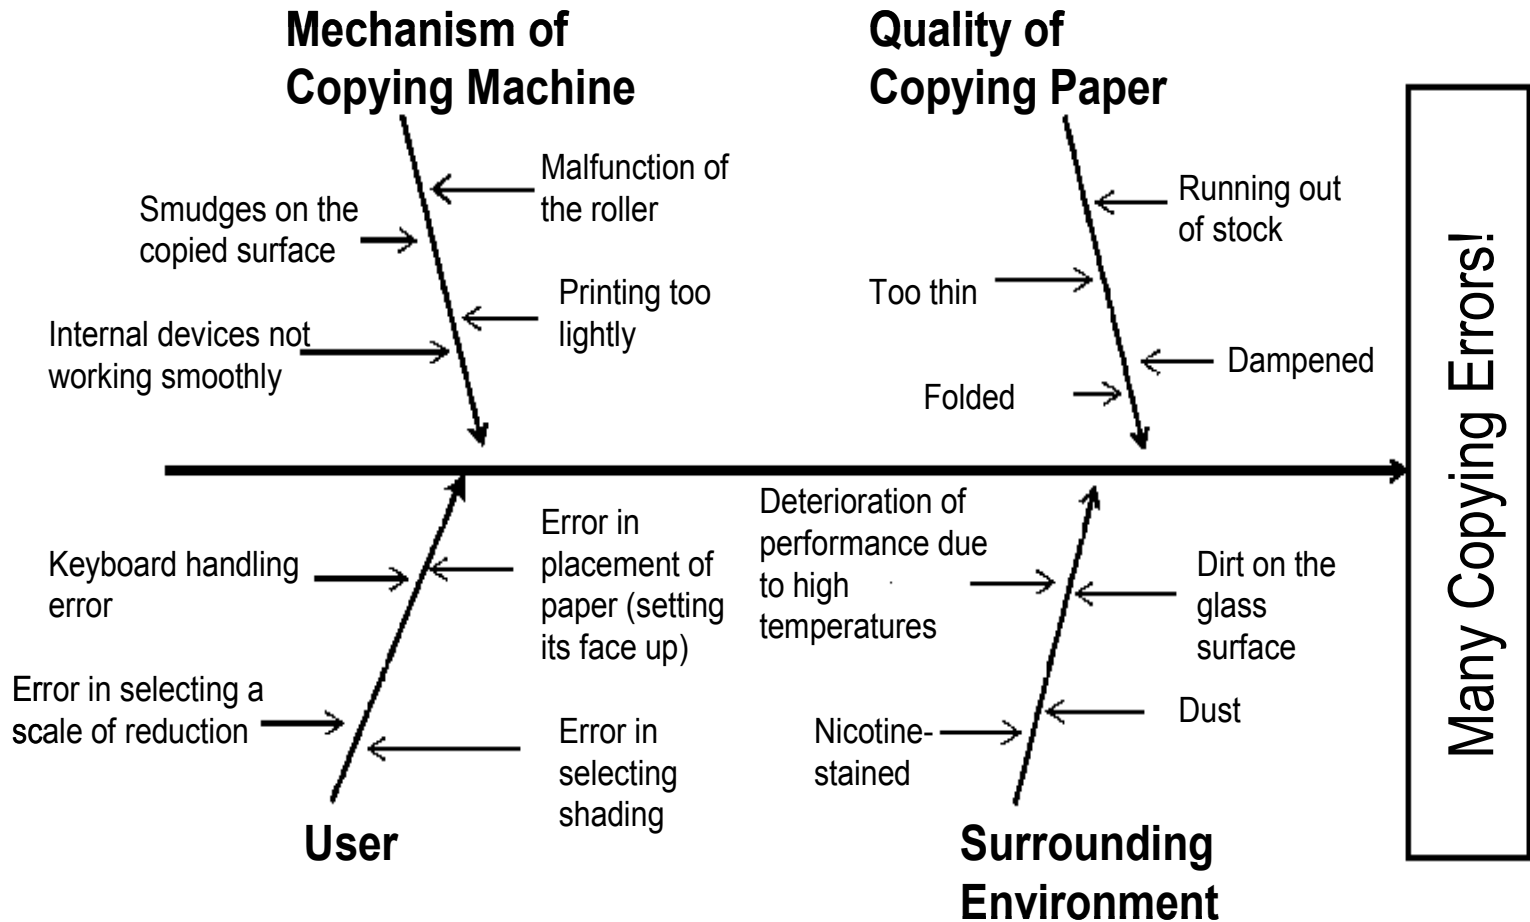 Mechanism of
Copying Machine
Malfunction of
the roller
Smudges on the
copied surface
Printing too
lightly
Internal devices not
working smoothly
Quality of
Copying Paper
Running out
of stock
Too thin
Dampened
Folded
Keyboard handling
error
Error in
placement of
paper (setting
its face up)
Error in selecting a
scale of reduction
Error in
selecting
shading
User
Deterioration of
performance due
to high
temperatures
Dirt on the
glass
surface
Dust
Nicotine-
stained
Surrounding
Environment
Many Copying Errors!